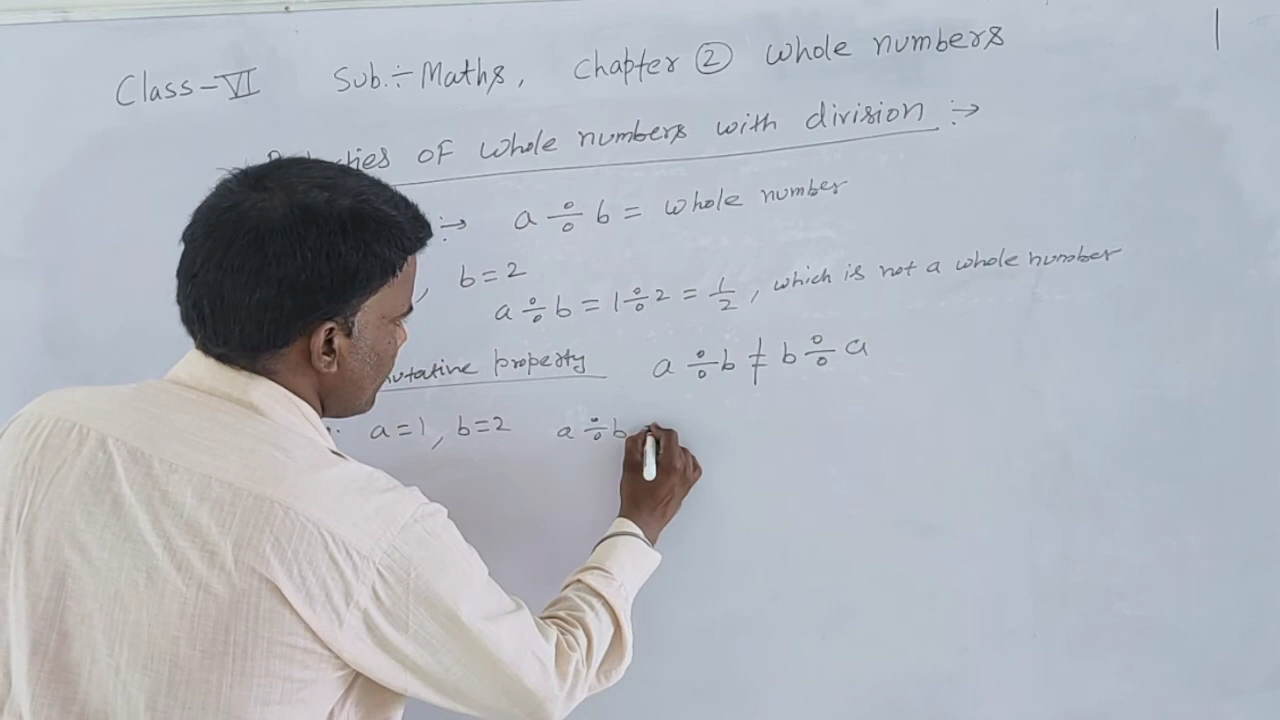 Class-VI Sub.÷ Maths, Chapter ② Whole numbers
OF Whole numbers with division :→
:→ a ÷ b = Whole number
, b=2
a ÷ b = 1 ÷ 2 = 1/2, which is not a whole number
property a ÷ b ≠ b ÷ a
a=1, b=2 a ÷ b